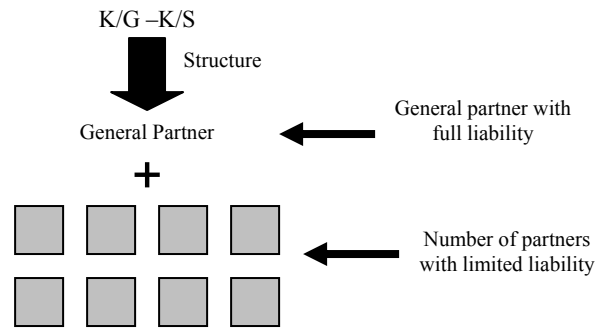 K/G –K/S
Structure
General Partner
General partner with
full liability
+
Number of partners
with limited liability